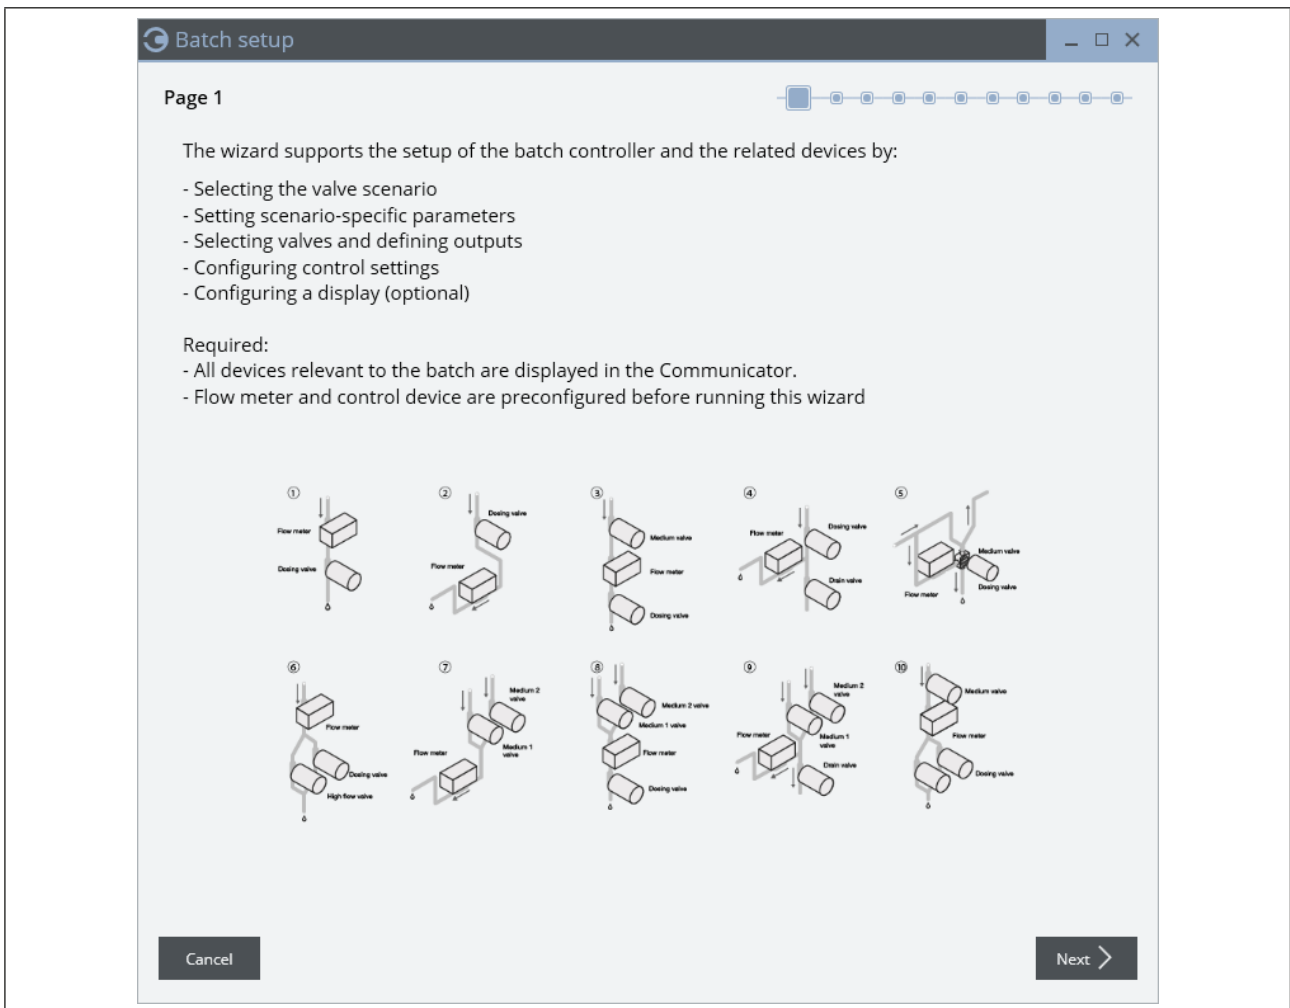 Batch setup
Page 1
The wizard supports the setup of the batch controller and the related devices by:
- Selecting the valve scenario
- Setting scenario-specific parameters
- Selecting valves and defining outputs
- Configuring control settings
- Configuring a display (optional)
Required:
- All devices relevant to the batch are displayed in the Communicator.
- Flow meter and control device are preconfigured before running this wizard
①
Flow meter
Dosing valve
②
Dosing valve
Flow meter
③
Medium valve
Flow meter
Dosing valve
④
Dosing valve
Flow meter
Drain valve
⑤
Medium valve
Dosing valve
Flow meter
⑥
Flow meter
Dosing valve
High flow valve
⑦
Medium 2
valve
Medium 1
valve
Flow meter
⑧
Medium 2 valve
Medium 1 valve
Flow meter
Dosing valve
⑨
Medium 2
valve
Flow meter
Medium 1
valve
Drain valve
⑩
Medium valve
Flow meter
Dosing valve
Cancel
Next